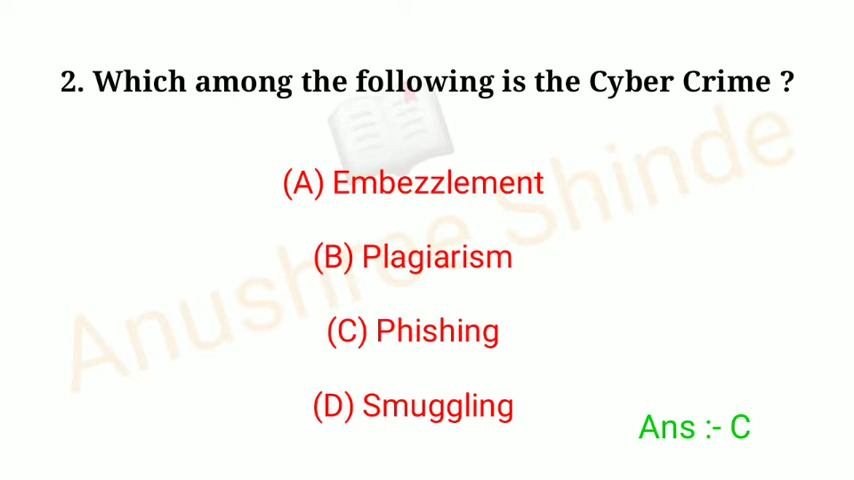 2. Which among the following is the Cyber Crime ?
(A) Embezzlement
(B) Plagiarism
(C) Phishing
(D) Smuggling
Ans :- C
Anushree Shinde